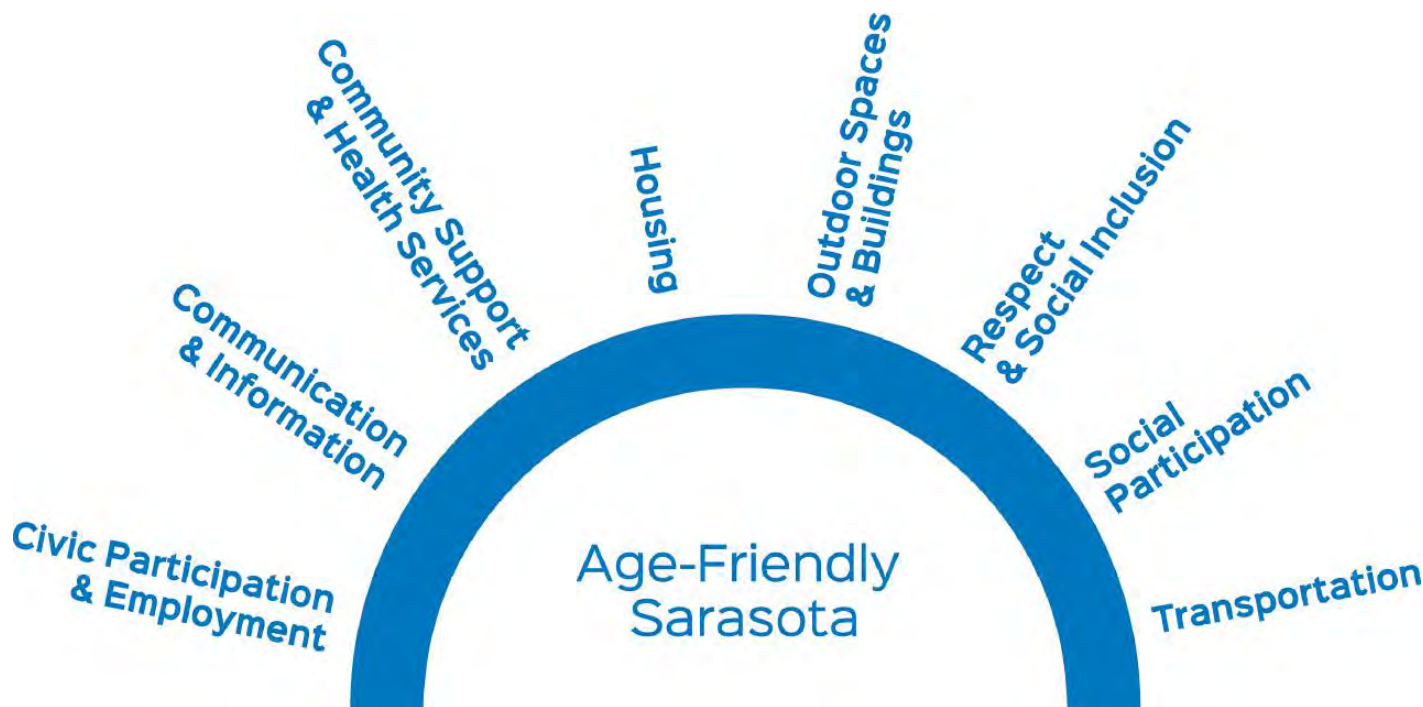 Civic Participation
& Employment
Communication
& Information
Community Support
& Health Services
Housing
Outdoor Spaces
& Buildings
Respect
& Social Inclusion
Social
Participation
Transportation
Age-Friendly
Sarasota